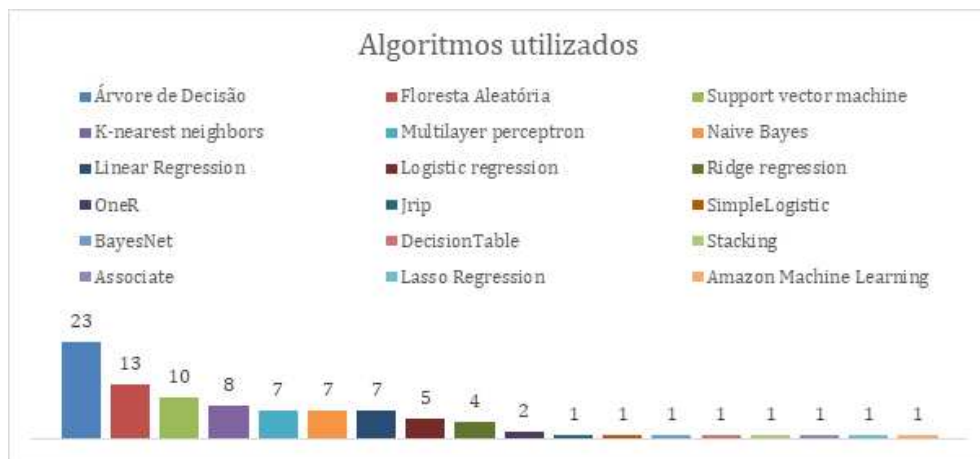 Algoritmos utilizados
Árvore de Decisão Floresta Aleatória Support vector machine
K-nearest neighbors Multilayer perceptron Naive Bayes
Linear Regression Logistic regression Ridge regression
OneR Jrip SimpleLogistic
BayesNet DecisionTable Stacking
Associate Lasso Regression Amazon Machine Learning
23 13 10 8 7 7 7 5 4 2 1 1 1 1 1 1 1 1